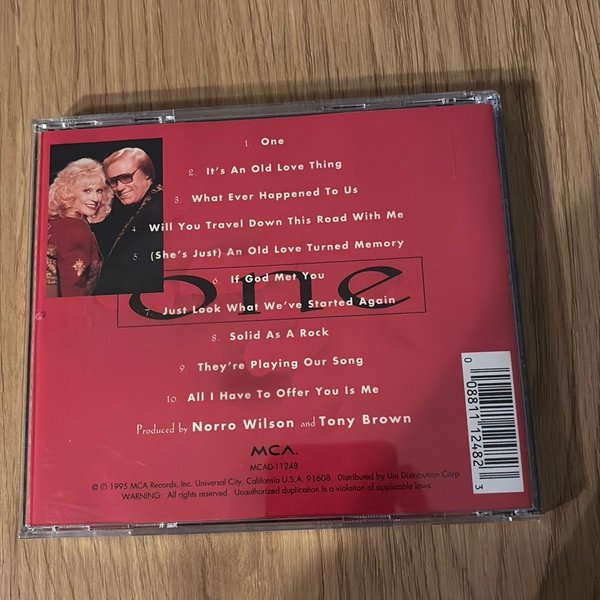 1. One
2. It's An Old Love Thing
3. What Ever Happened To Us
4. Will You Travel Down This Road With Me
5. (She's Just) An Old Love Turned Memory
6. If God Met You
one
7. Just Look What We've Started Again
8. Solid As A Rock
9. They're Playing Our Song
10. All I Have To Offer You Is Me
Produced by Norro Wilson and Tony Brown
MCA.
MCAD-11248
© ℗ 1995 MCA Records, Inc. Universal City, California U.S.A. 91608. Distributed by Uni Distribution Corp
WARNING: All rights reserved. Unauthorized duplication is a violation of applicable laws.
0 08811 12482 3